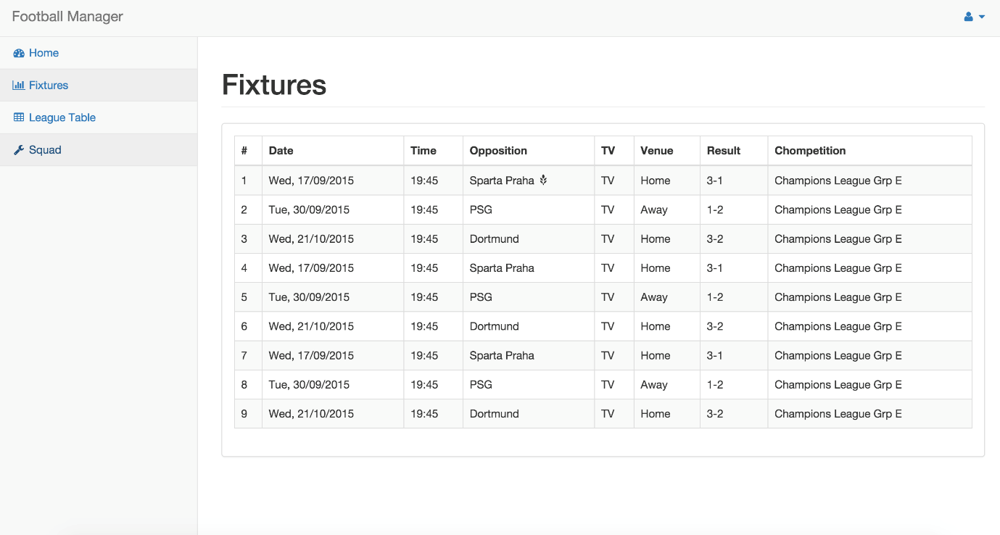 Football Manager
Home
Fixtures
League Table
Squad
Fixtures
# Date Time Opposition TV Venue Result Chompetition
1 Wed, 17/09/2015 19:45 Sparta Praha TV Home 3-1 Champions League Grp E
2 Tue, 30/09/2015 19:45 PSG TV Away 1-2 Champions League Grp E
3 Wed, 21/10/2015 19:45 Dortmund TV Home 3-2 Champions League Grp E
4 Wed, 17/09/2015 19:45 Sparta Praha TV Home 3-1 Champions League Grp E
5 Tue, 30/09/2015 19:45 PSG TV Away 1-2 Champions League Grp E
6 Wed, 21/10/2015 19:45 Dortmund TV Home 3-2 Champions League Grp E
7 Wed, 17/09/2015 19:45 Sparta Praha TV Home 3-1 Champions League Grp E
8 Tue, 30/09/2015 19:45 PSG TV Away 1-2 Champions League Grp E
9 Wed, 21/10/2015 19:45 Dortmund TV Home 3-2 Champions League Grp E